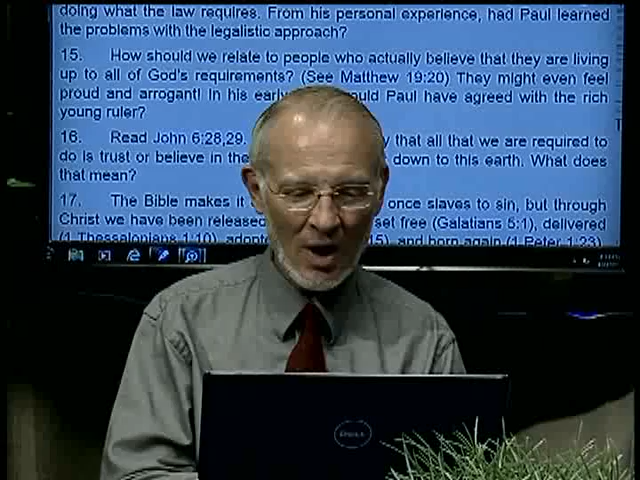 doing what the law requires. From his personal experience, had Paul learned
the problems with the legalistic approach?
15. How should we relate to people who actually believe that they are living
up to all of God's requirements? (See Matthew 19:20) They might even feel
proud and arrogant! In his early would Paul have agreed with the rich
young ruler?
16. Read John 6:28,29. that all that we are required to
do is trust or believe in the down to this earth. What does
that mean?
17. The Bible makes it once slaves to sin, but through
Christ we have been released set free (Galatians 5:1), delivered
(1 Thessalonians 1:10), and born again (1 Peter 1:23)
DELL